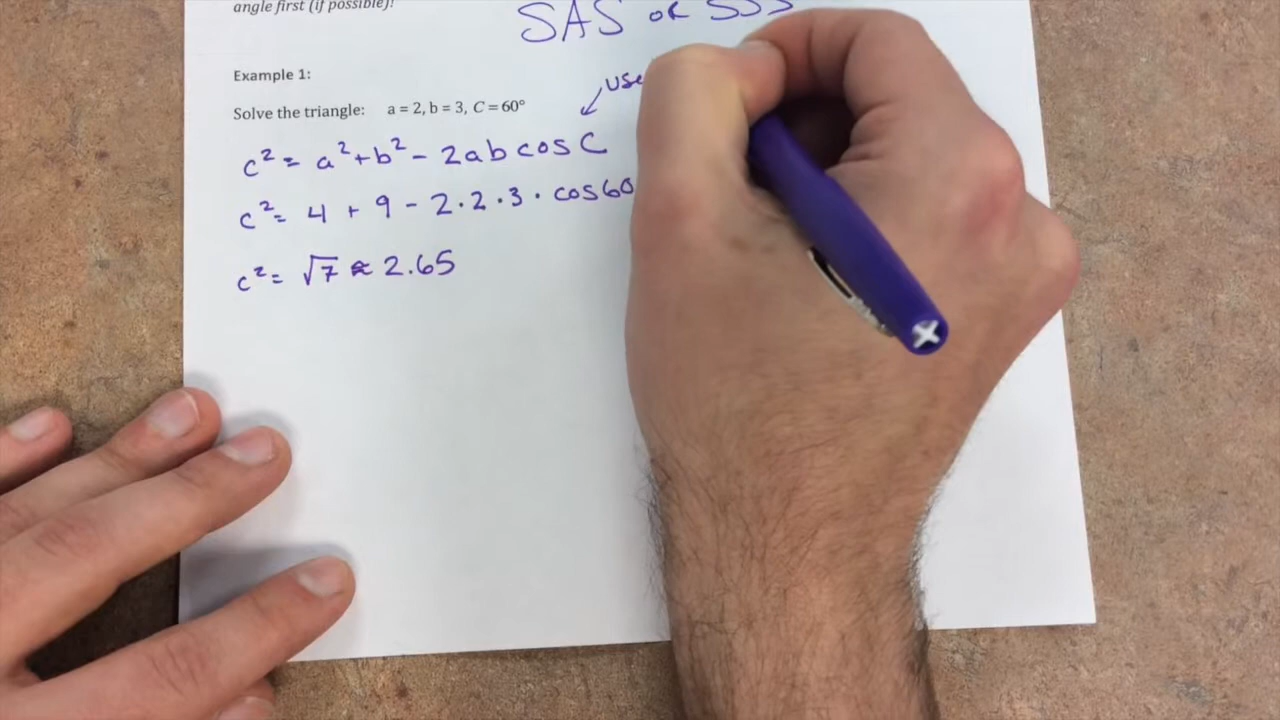 angle first (if possible)!
SAS or SSS
Example 1:
use
Solve the triangle: a = 2, b = 3, C = 60°
c² = a² + b² - 2ab cos C
c² = 4 + 9 - 2·2·3 · cos60
c² = √7 ≈ 2.65